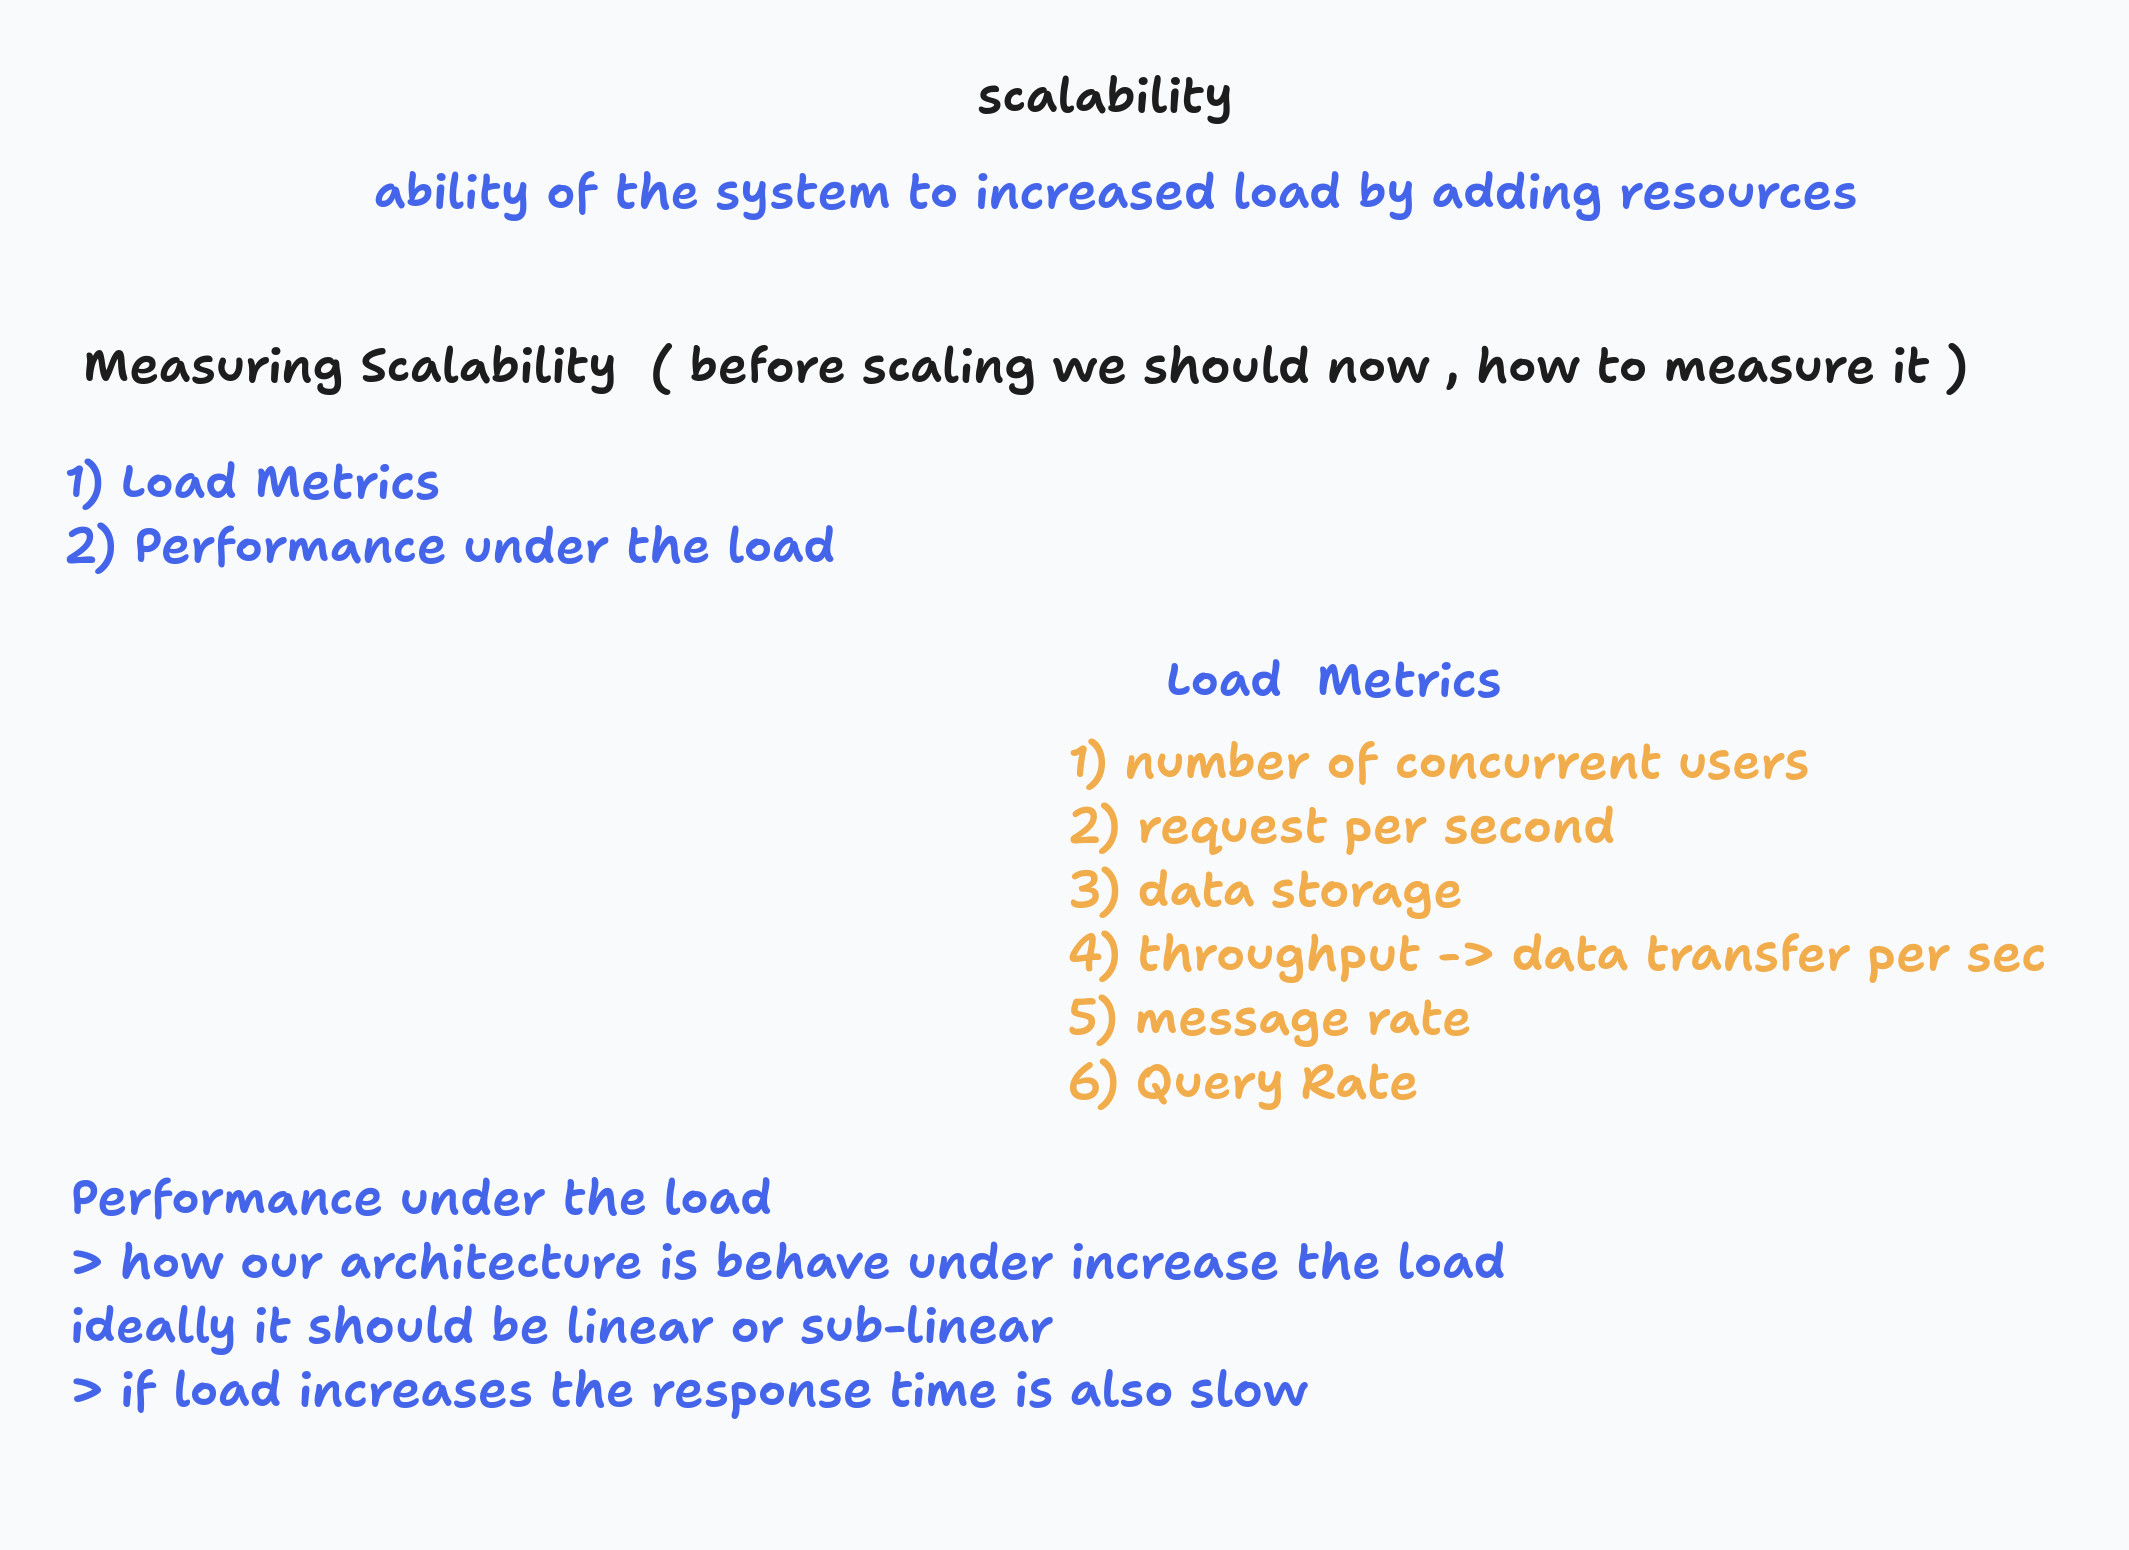 scalability
ability of the system to increased load by adding resources
Measuring Scalability ( before scaling we should now , how to measure it )
1) Load Metrics
2) Performance under the load
Load Metrics
1) number of concurrent users
2) request per second
3) data storage
4) throughput -> data transfer per sec
5) message rate
6) Query Rate
Performance under the load
> how our architecture is behave under increase the load
ideally it should be linear or sub-linear
> if load increases the response time is also slow